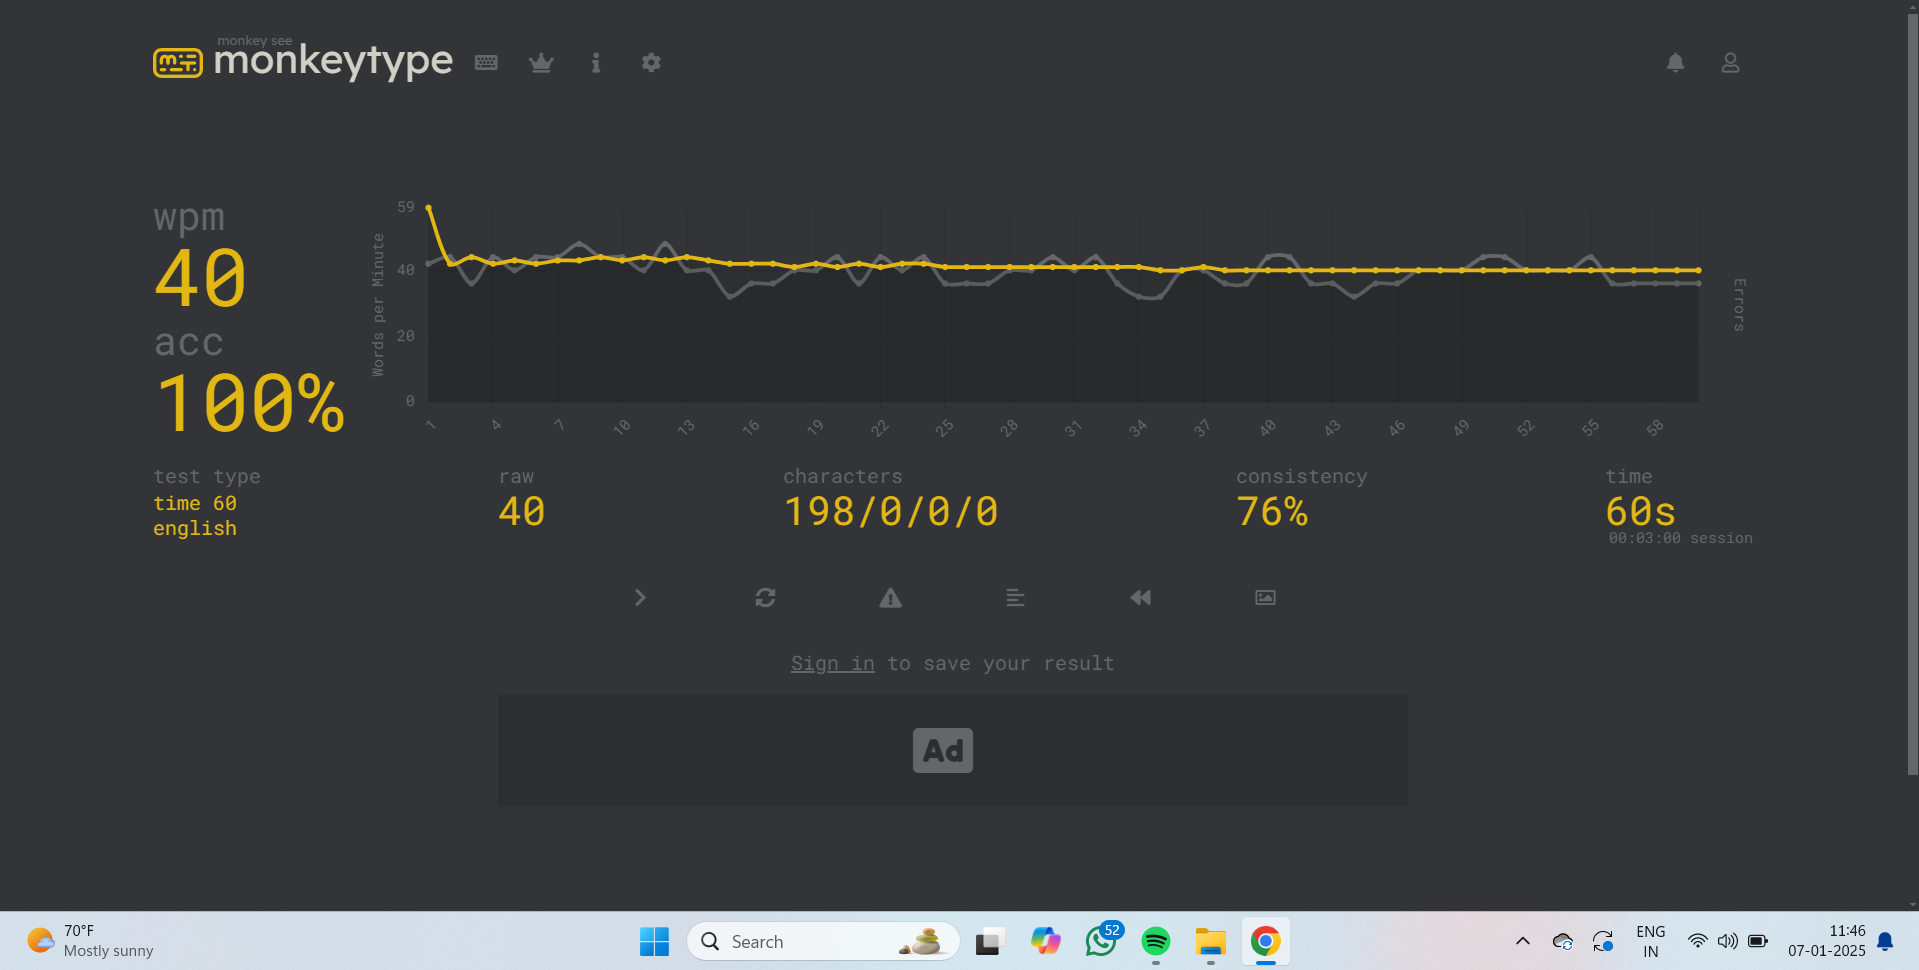 monkey see
monkeytype
wpm
40
acc
100%
Words per Minute
59
40
20
0
Errors
1 4 7 10 13 16 19 22 25 28 31 34 37 40 43 46 49 52 55 58
test type
time 60
english
raw
40
characters
198/0/0/0
consistency
76%
time
60s
00:03:00 session
Sign in to save your result
Ad
70°F
Mostly sunny
Search
52
ENG
IN
11:46
07-01-2025